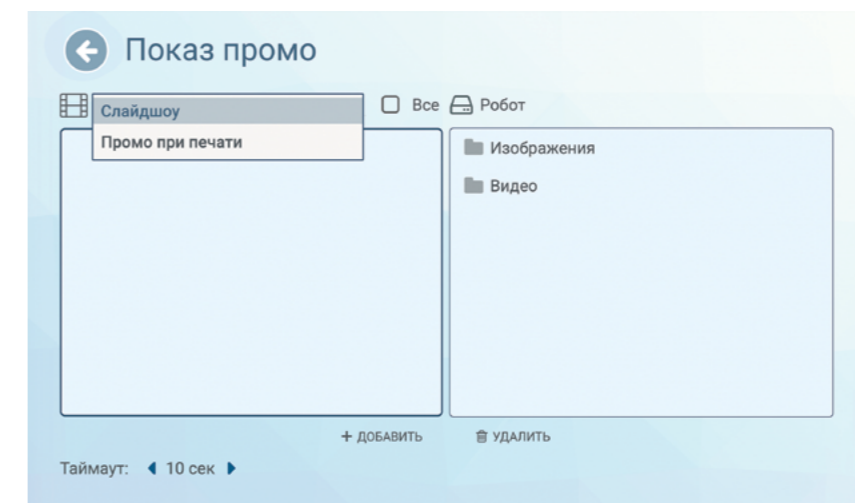 Показ промо
Слайдшоу
Все
Робот
Промо при печати
Изображения
Видео
+ ДОБАВИТЬ
УДАЛИТЬ
Таймаут: 10 сек